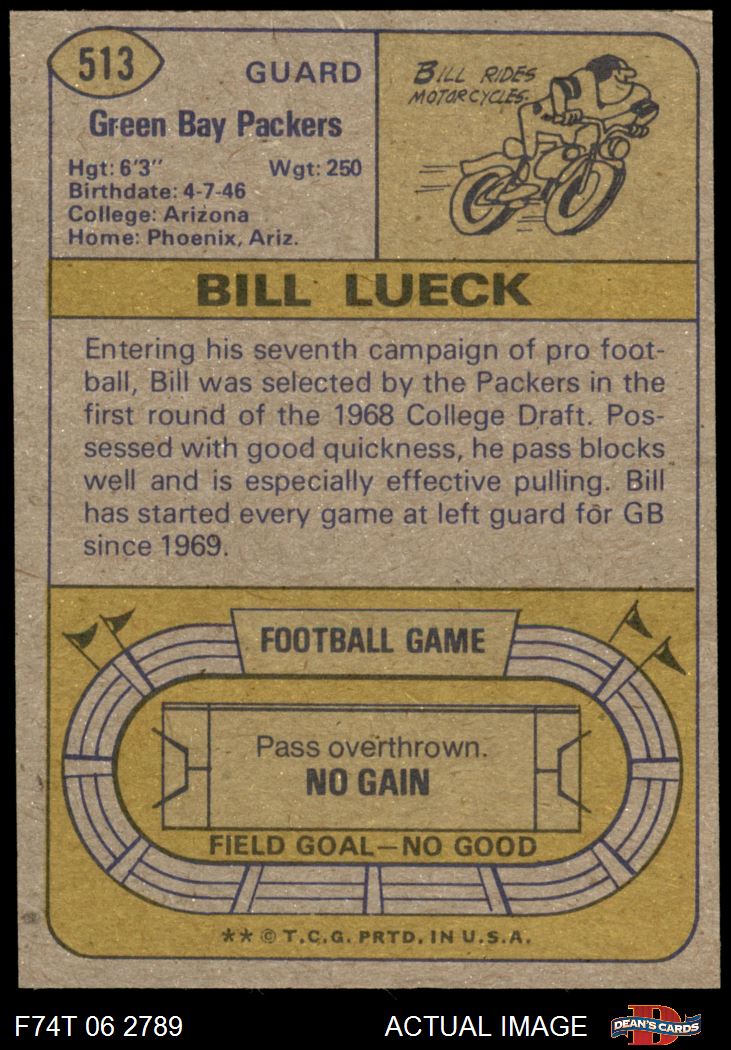 513
GUARD
Green Bay Packers
Hgt: 6'3" Wgt: 250
Birthdate: 4-7-46
College: Arizona
Home: Phoenix, Ariz.
BILL RIDES
MOTORCYCLES.
BILL LUECK
Entering his seventh campaign of pro foot-
ball, Bill was selected by the Packers in the
first round of the 1968 College Draft. Pos-
sessed with good quickness, he pass blocks
well and is especially effective pulling. Bill
has started every game at left guard for GB
since 1969.
FOOTBALL GAME
Pass overthrown.
NO GAIN
FIELD GOAL—NO GOOD
** © T.C.G. PRTD. IN U.S.A.
F74T 06 2789
ACTUAL IMAGE
D
DEAN'S CARDS